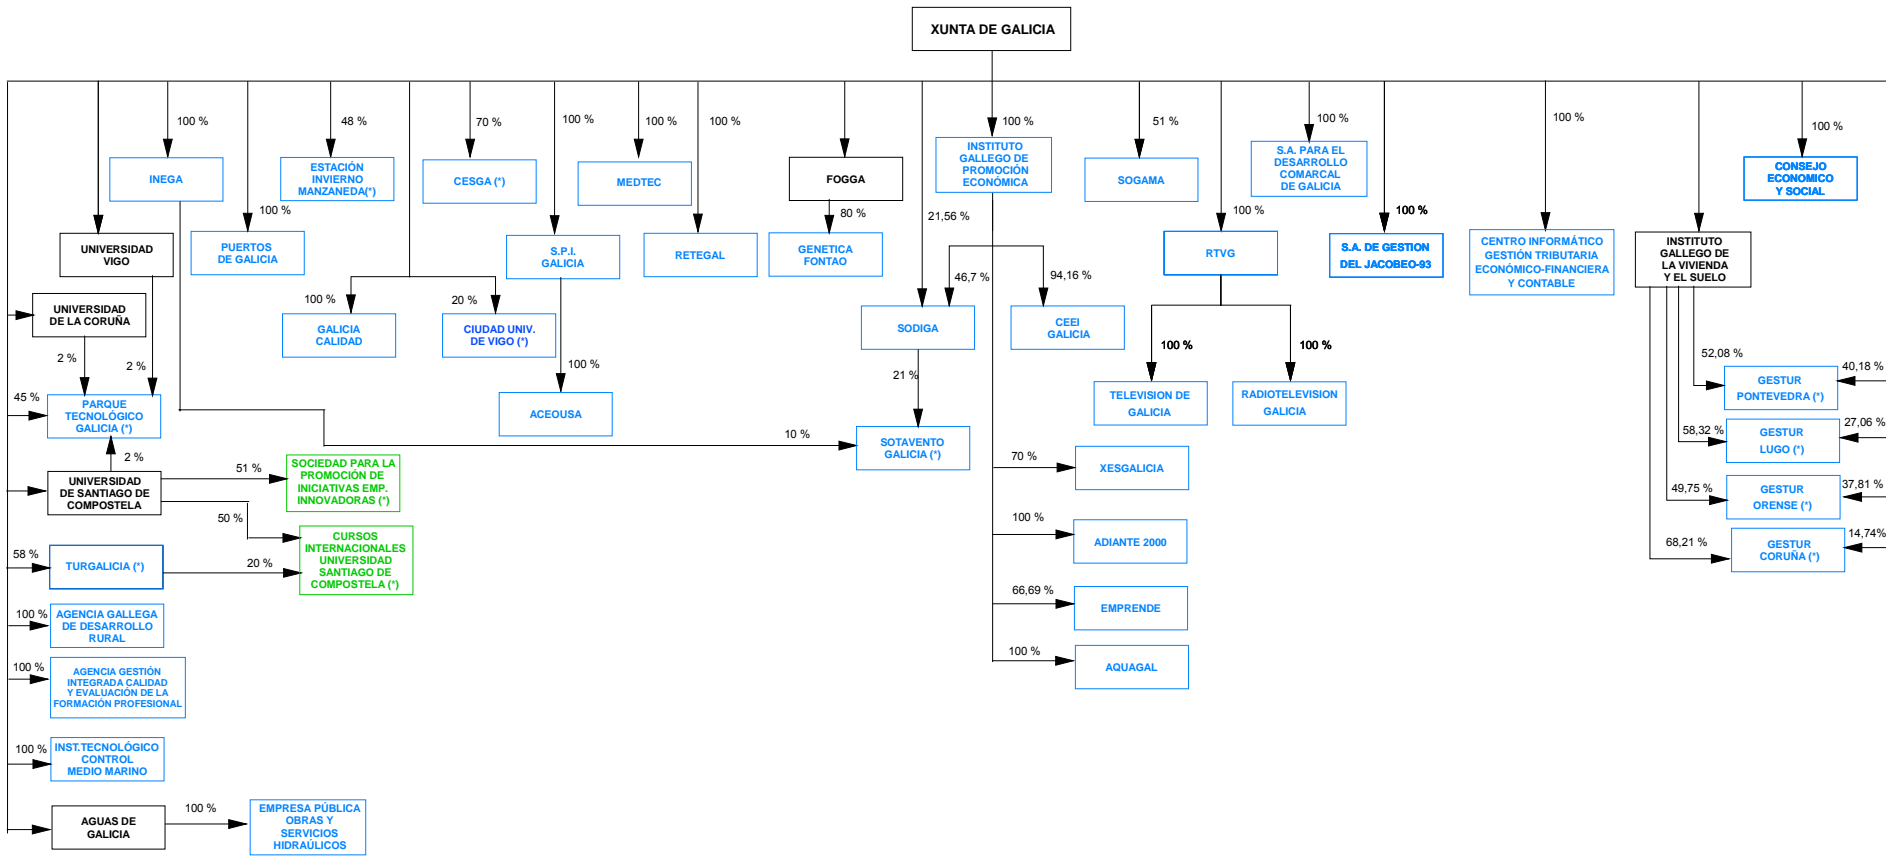 XUNTA DE GALICIA
100 %
48 %
70 %
100 %
100 %
100 %
100 %
51 %
100 %
100 %
100 %
INEGA
ESTACIÓN
INVIERNO
MANZANEDA(*)
CESGA (*)
MEDTEC
FOGGA
INSTITUTO
GALLEGO DE
PROMOCIÓN
ECONÓMICA
SOGAMA
S.A. PARA EL
DESARROLLO
COMARCAL
DE GALICIA
CONSEJO
ECONOMICO
Y SOCIAL
100 %
80 %
21,56 %
100 %
100 %
UNIVERSIDAD
VIGO
PUERTOS
DE GALICIA
S.P.I.
GALICIA
RETEGAL
GENETICA
FONTAO
RTVG
S.A. DE GESTION
DEL JACOBEO-93
CENTRO INFORMÁTICO
GESTIÓN TRIBUTARIA
ECONÓMICO-FINANCIERA
Y CONTABLE
INSTITUTO
GALLEGO DE
LA VIVIENDA
Y EL SUELO
46,7 %
94,16 %
100 %
20 %
UNIVERSIDAD
DE LA CORUÑA
GALICIA
CALIDAD
CIUDAD UNIV.
DE VIGO (*)
SODIGA
CEEI
GALICIA
2 %
2 %
100 %
21 %
100 %
100 %
52,08 %
40,18 %
45 %
PARQUE
TECNOLÓGICO
GALICIA (*)
ACEOUSA
TELEVISION DE
GALICIA
RADIOTELEVISION
GALICIA
GESTUR
PONTEVEDRA (*)
10 %
SOTAVENTO
GALICIA (*)
58,32 %
27,06 %
GESTUR
LUGO (*)
2 %
51 %
SOCIEDAD PARA LA
PROMOCIÓN DE
INICIATIVAS EMP.
INNOVADORAS (*)
70 %
XESGALICIA
UNIVERSIDAD
DE SANTIAGO DE
COMPOSTELA
49,75 %
37,81 %
GESTUR
ORENSE (*)
50 %
100 %
ADIANTE 2000
68,21 %
14,74%
GESTUR
CORUÑA (*)
CURSOS
INTERNACIONALES
UNIVERSIDAD
SANTIAGO DE
COMPOSTELA (*)
58 %
TURGALICIA (*)
20 %
66,69 %
EMPRENDE
100 %
AGENCIA GALLEGA
DE DESARROLLO
RURAL
100 %
AQUAGAL
100 %
AGENCIA GESTIÓN
INTEGRADA CALIDAD
Y EVALUACIÓN DE LA
FORMACIÓN PROFESIONAL
100 %
INST.TECNOLÓGICO
CONTROL
MEDIO MARINO
AGUAS DE
GALICIA
100 %
EMPRESA PÚBLICA
OBRAS Y
SERVICIOS
HIDRAÚLICOS